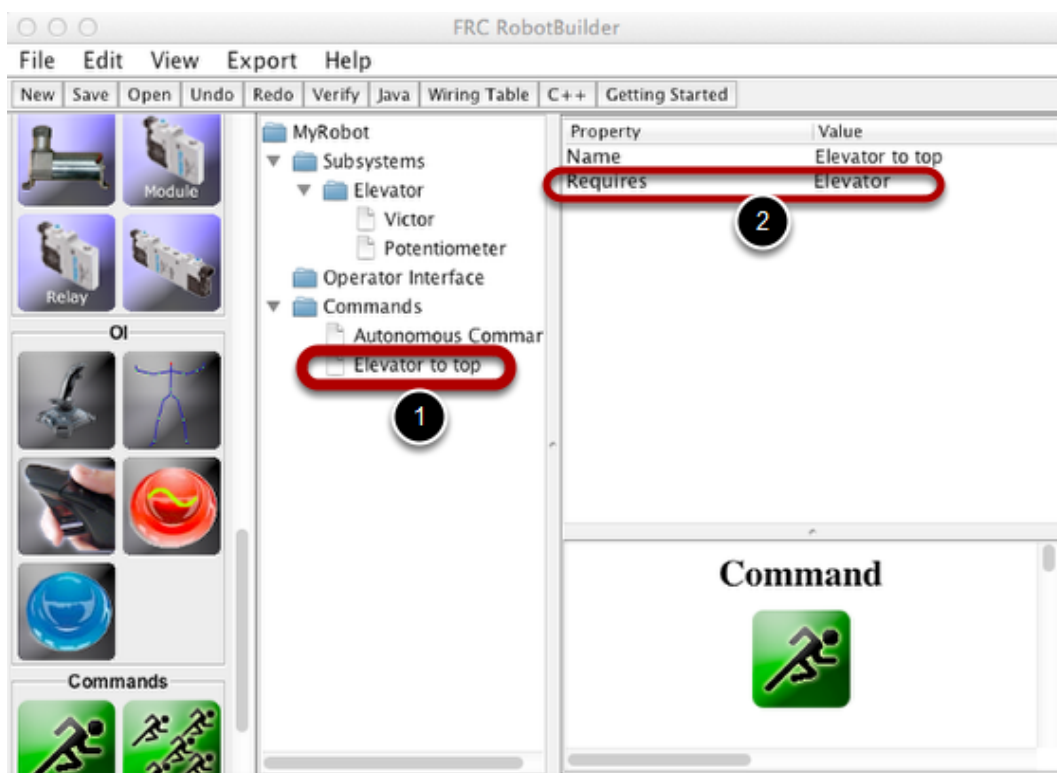 FRC RobotBuilder
File Edit View Export Help
New Save Open Undo Redo Verify Java Wiring Table C++ Getting Started
Module
Relay
OI
Commands
MyRobot
Subsystems
Elevator
Victor
Potentiometer
Operator Interface
Commands
Autonomous Commar
Elevator to top
1
Property Value
Name Elevator to top
Requires Elevator
2
Command